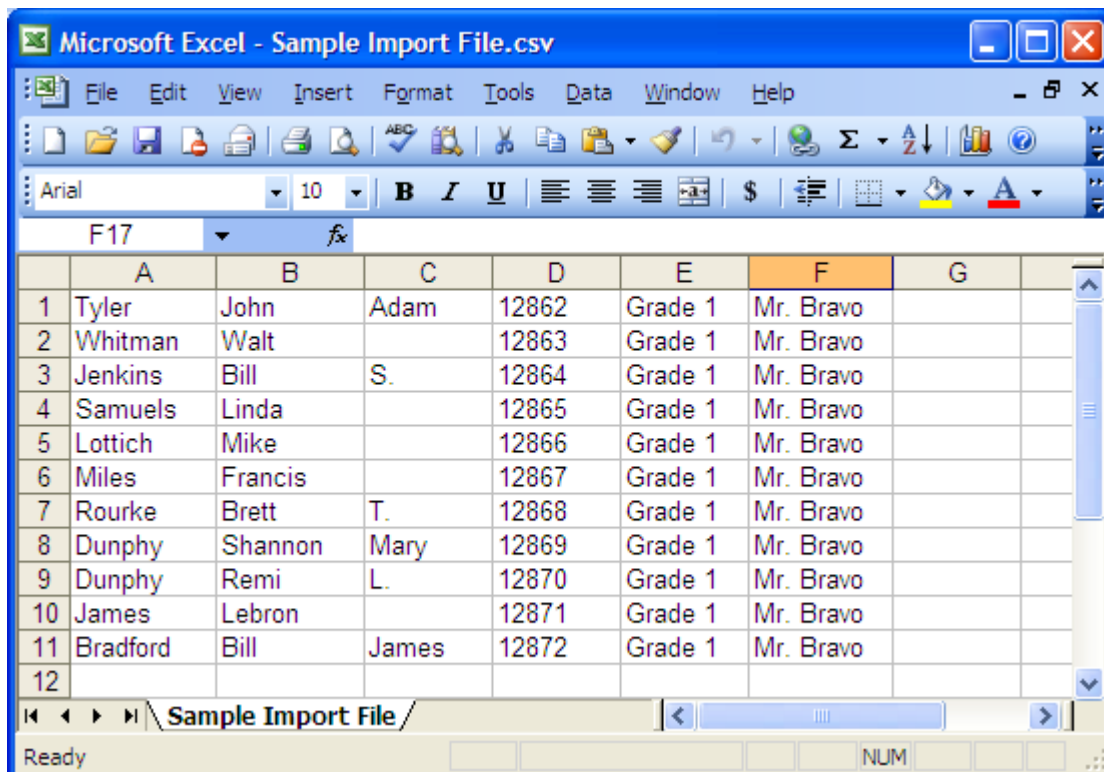 Microsoft Excel - Sample Import File.csv
File Edit View Insert Format Tools Data Window Help
ABC Σ A Z ?
Arial 10 B I U a $ A
F17 fx
A B C D E F G
1 Tyler John Adam 12862 Grade 1 Mr. Bravo
2 Whitman Walt 12863 Grade 1 Mr. Bravo
3 Jenkins Bill S. 12864 Grade 1 Mr. Bravo
4 Samuels Linda 12865 Grade 1 Mr. Bravo
5 Lottich Mike 12866 Grade 1 Mr. Bravo
6 Miles Francis 12867 Grade 1 Mr. Bravo
7 Rourke Brett T. 12868 Grade 1 Mr. Bravo
8 Dunphy Shannon Mary 12869 Grade 1 Mr. Bravo
9 Dunphy Remi L. 12870 Grade 1 Mr. Bravo
10 James Lebron 12871 Grade 1 Mr. Bravo
11 Bradford Bill James 12872 Grade 1 Mr. Bravo
12
Sample Import File
Ready NUM